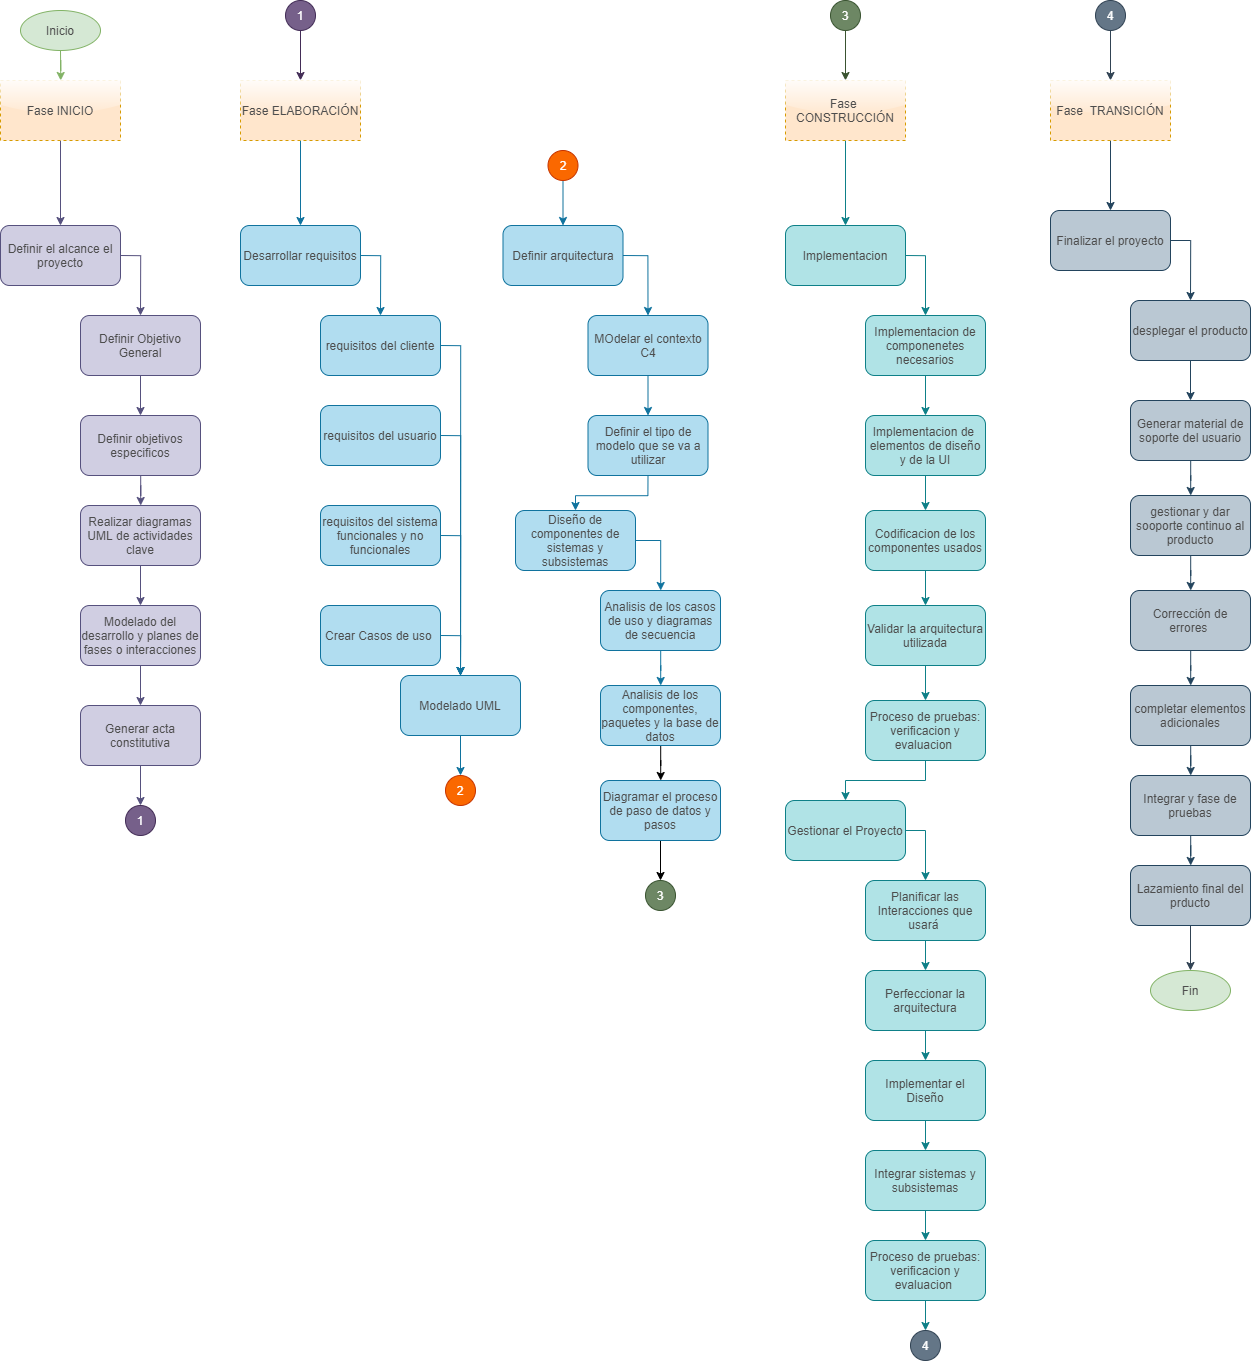 Inicio
Fase INICIO
Definir el alcance el
proyecto
Definir Objetivo
General
Definir objetivos
especificos
Realizar diagramas
UML de actividades
clave
Modelado del
desarrollo y planes de
fases o interacciones
Generar acta
constitutiva
1
1
Fase ELABORACIÓN
Desarrollar requisitos
requisitos del cliente
requisitos del usuario
requisitos del sistema
funcionales y no
funcionales
Crear Casos de uso
Modelado UML
2
2
Definir arquitectura
MOdelar el contexto
C4
Definir el tipo de
modelo que se va a
utilizar
Diseño de
componentes de
sistemas y
subsistemas
Analisis de los casos
de uso y diagramas
de secuencia
Analisis de los
componentes,
paquetes y la base de
datos
Diagramar el proceso
de paso de datos y
pasos
3
3
Fase
CONSTRUCCIÓN
Implementacion
Implementacion de
componenetes
necesarios
Implementacion de
elementos de diseño
y de la UI
Codificacion de los
componentes usados
Validar la arquitectura
utilizada
Proceso de pruebas:
verificacion y
evaluacion
Gestionar el Proyecto
Planificar las
Interacciones que
usará
Perfeccionar la
arquitectura
Implementar el
Diseño
Integrar sistemas y
subsistemas
Proceso de pruebas:
verificacion y
evaluacion
4
4
Fase  TRANSICIÓN
Finalizar el proyecto
desplegar el producto
Generar material de
soporte del usuario
gestionar y dar
sooporte continuo al
producto
Corrección de
errores
completar elementos
adicionales
Integrar y fase de
pruebas
Lazamiento final del
prducto
Fin